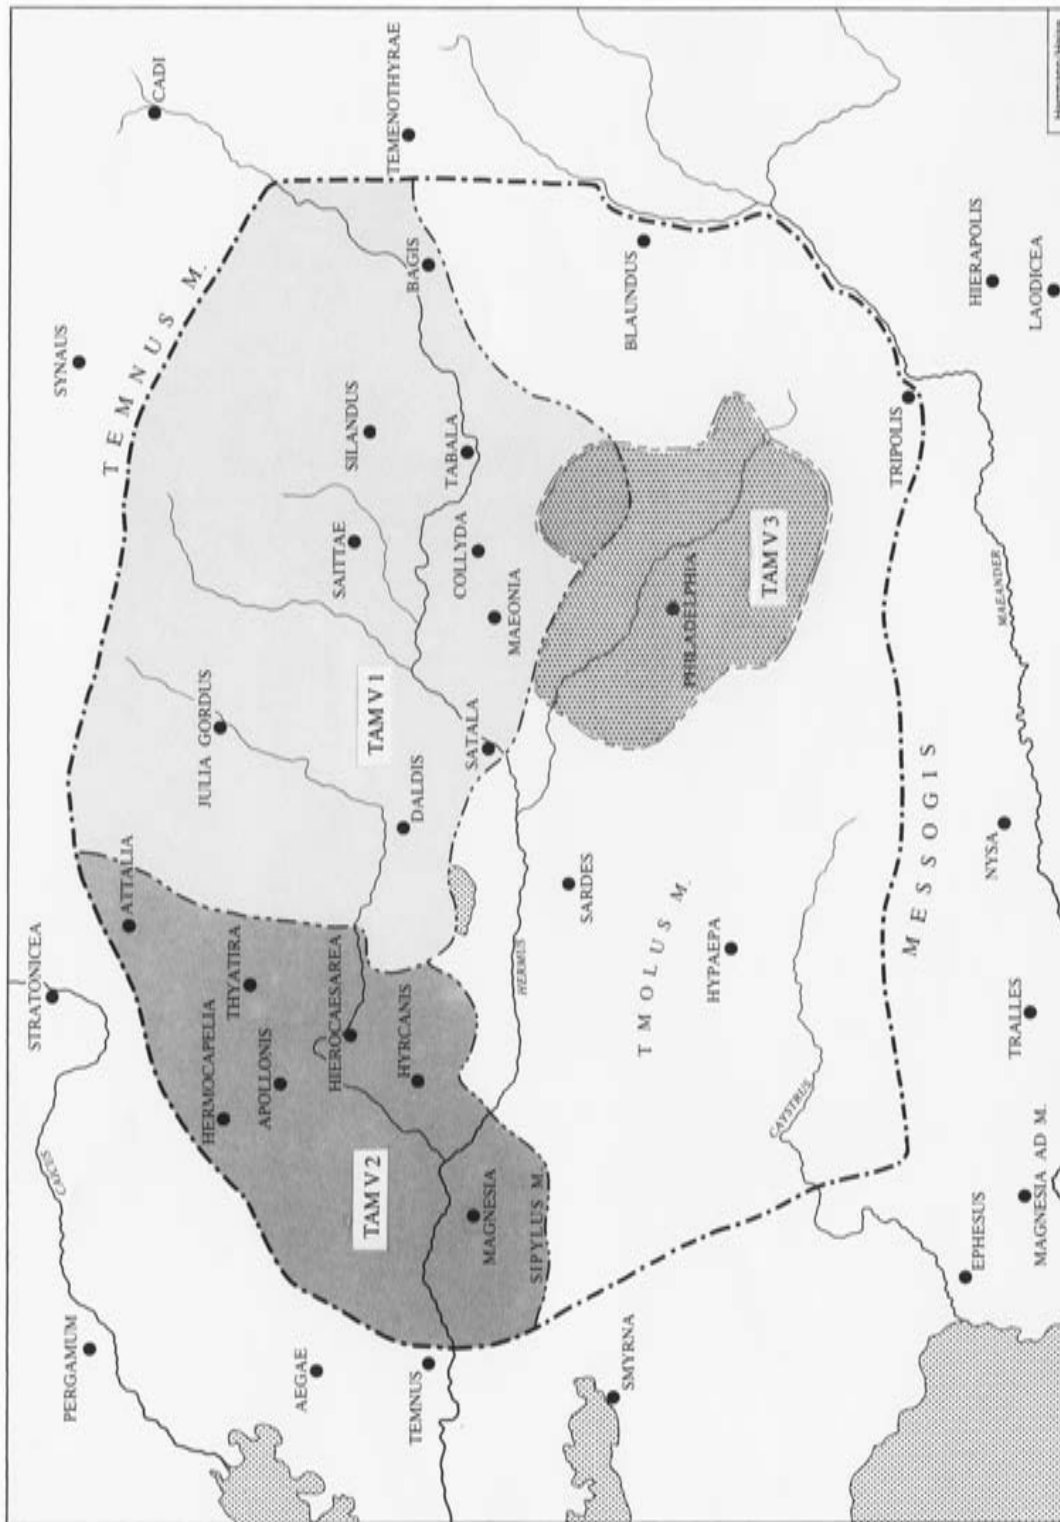 STRATONICEA
SYNAUS
CADI
PERGAMUM
CAICUS
TEMNUS M.
ATTALIA
JULIA GORDUS
HERMOCAPELIA
THYATIRA
APOLLONIS
AEGAE
HIEROCAESAREA
SAITTAE
SILANDUS
TAM V 2
TAM V 1
HYRCANIS
DALDIS
TEMENOTHYRAE
BAGIS
TEMNUS
MAGNESIA
SATALA
COLLYDA
TABALA
MAEONIA
HERMUS
SIPYLUS M.
SARDES
SMYRNA
BLAUNDUS
TMOLUS M.
PHILADELPHIA
HYPAEPA
TAM V 3
CAYSTRUS
TRIPOLIS
MESSOGIS
EPHESUS
HIERAPOLIS
NYSA
MAEANDER
TRALLES
MAGNESIA AD M.
LAODICEA